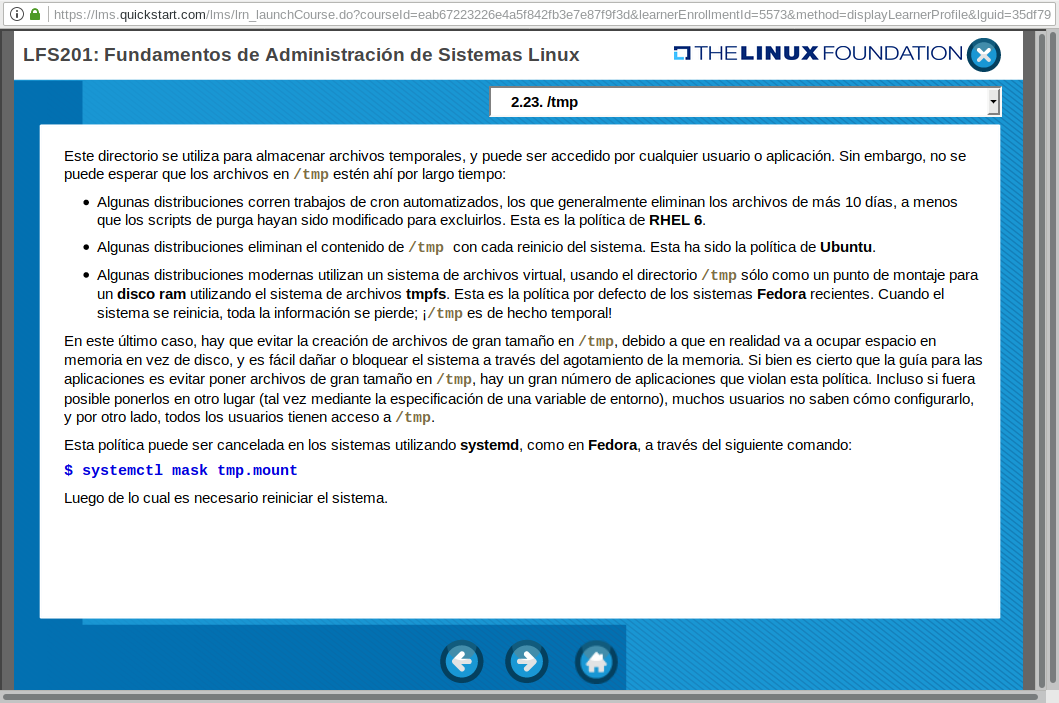 https://lms.quickstart.com/lms/lrn_launchCourse.do?courseId=eab67223226e4a5f842fb3e7e87f9f3d&learnerEnrollmentId=5573&method=displayLearnerProfile&lguid=35df79
LFS201: Fundamentos de Administración de Sistemas Linux
THE LINUX FOUNDATION
2.23. /tmp
Este directorio se utiliza para almacenar archivos temporales, y puede ser accedido por cualquier usuario o aplicación. Sin embargo, no se
puede esperar que los archivos en /tmp estén ahí por largo tiempo:
• Algunas distribuciones corren trabajos de cron automatizados, los que generalmente eliminan los archivos de más 10 días, a menos
que los scripts de purga hayan sido modificado para excluirlos. Esta es la política de RHEL 6.
• Algunas distribuciones eliminan el contenido de /tmp con cada reinicio del sistema. Esta ha sido la política de Ubuntu.
• Algunas distribuciones modernas utilizan un sistema de archivos virtual, usando el directorio /tmp sólo como un punto de montaje para
un disco ram utilizando el sistema de archivos tmpfs. Esta es la política por defecto de los sistemas Fedora recientes. Cuando el
sistema se reinicia, toda la información se pierde; ¡/tmp es de hecho temporal!
En este último caso, hay que evitar la creación de archivos de gran tamaño en /tmp, debido a que en realidad va a ocupar espacio en
memoria en vez de disco, y es fácil dañar o bloquear el sistema a través del agotamiento de la memoria. Si bien es cierto que la guía para las
aplicaciones es evitar poner archivos de gran tamaño en /tmp, hay un gran número de aplicaciones que violan esta política. Incluso si fuera
posible ponerlos en otro lugar (tal vez mediante la especificación de una variable de entorno), muchos usuarios no saben cómo configurarlo,
y por otro lado, todos los usuarios tienen acceso a /tmp.
Esta política puede ser cancelada en los sistemas utilizando systemd, como en Fedora, a través del siguiente comando:
$ systemctl mask tmp.mount
Luego de lo cual es necesario reiniciar el sistema.